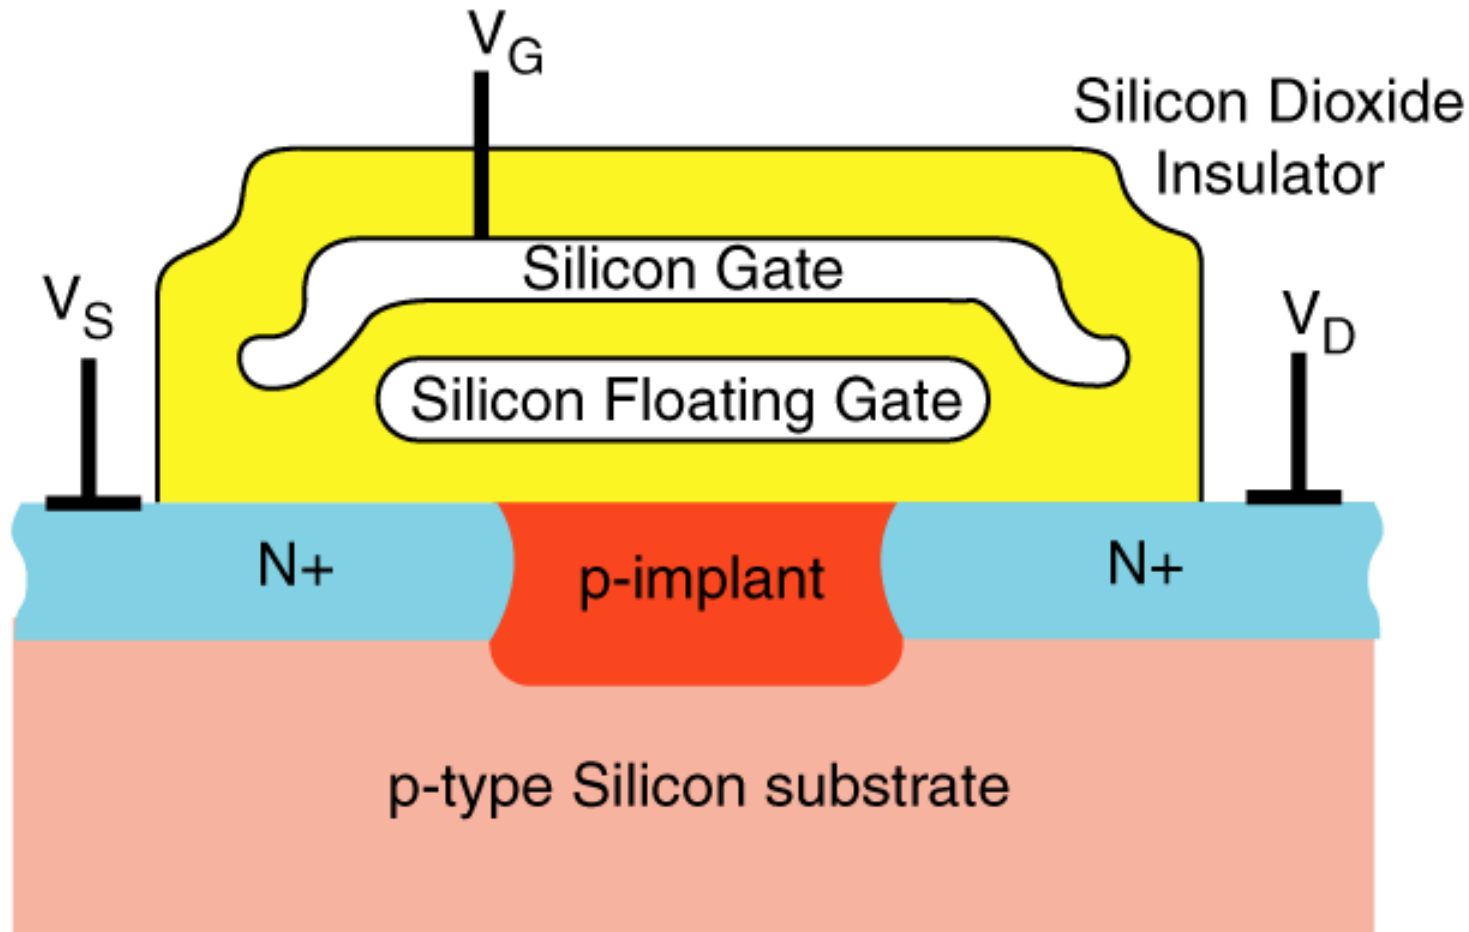 VG
Silicon Dioxide
Insulator
Silicon Gate
VS
VD
Silicon Floating Gate
N+
p-implant
N+
p-type Silicon substrate